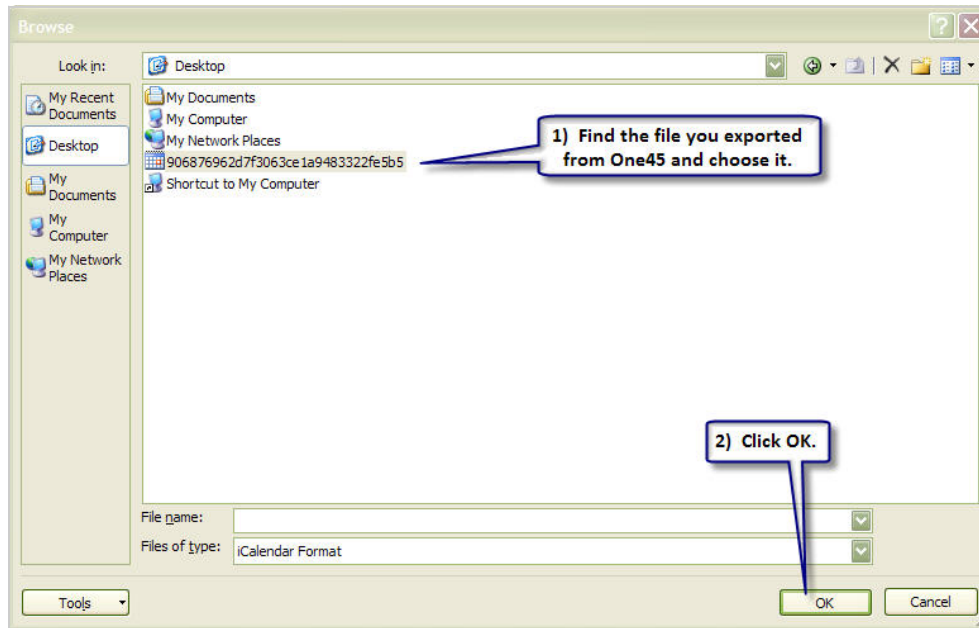 Browse
Look in:
Desktop
My Recent
Documents
Desktop
My
Documents
My
Computer
My Network
Places
My Documents
My Computer
My Network Places
906876962d7f3063ce1a9483322fe5b5
Shortcut to My Computer
1) Find the file you exported
from One45 and choose it.
2) Click OK.
File name:
Files of type:
iCalendar Format
Tools
OK
Cancel